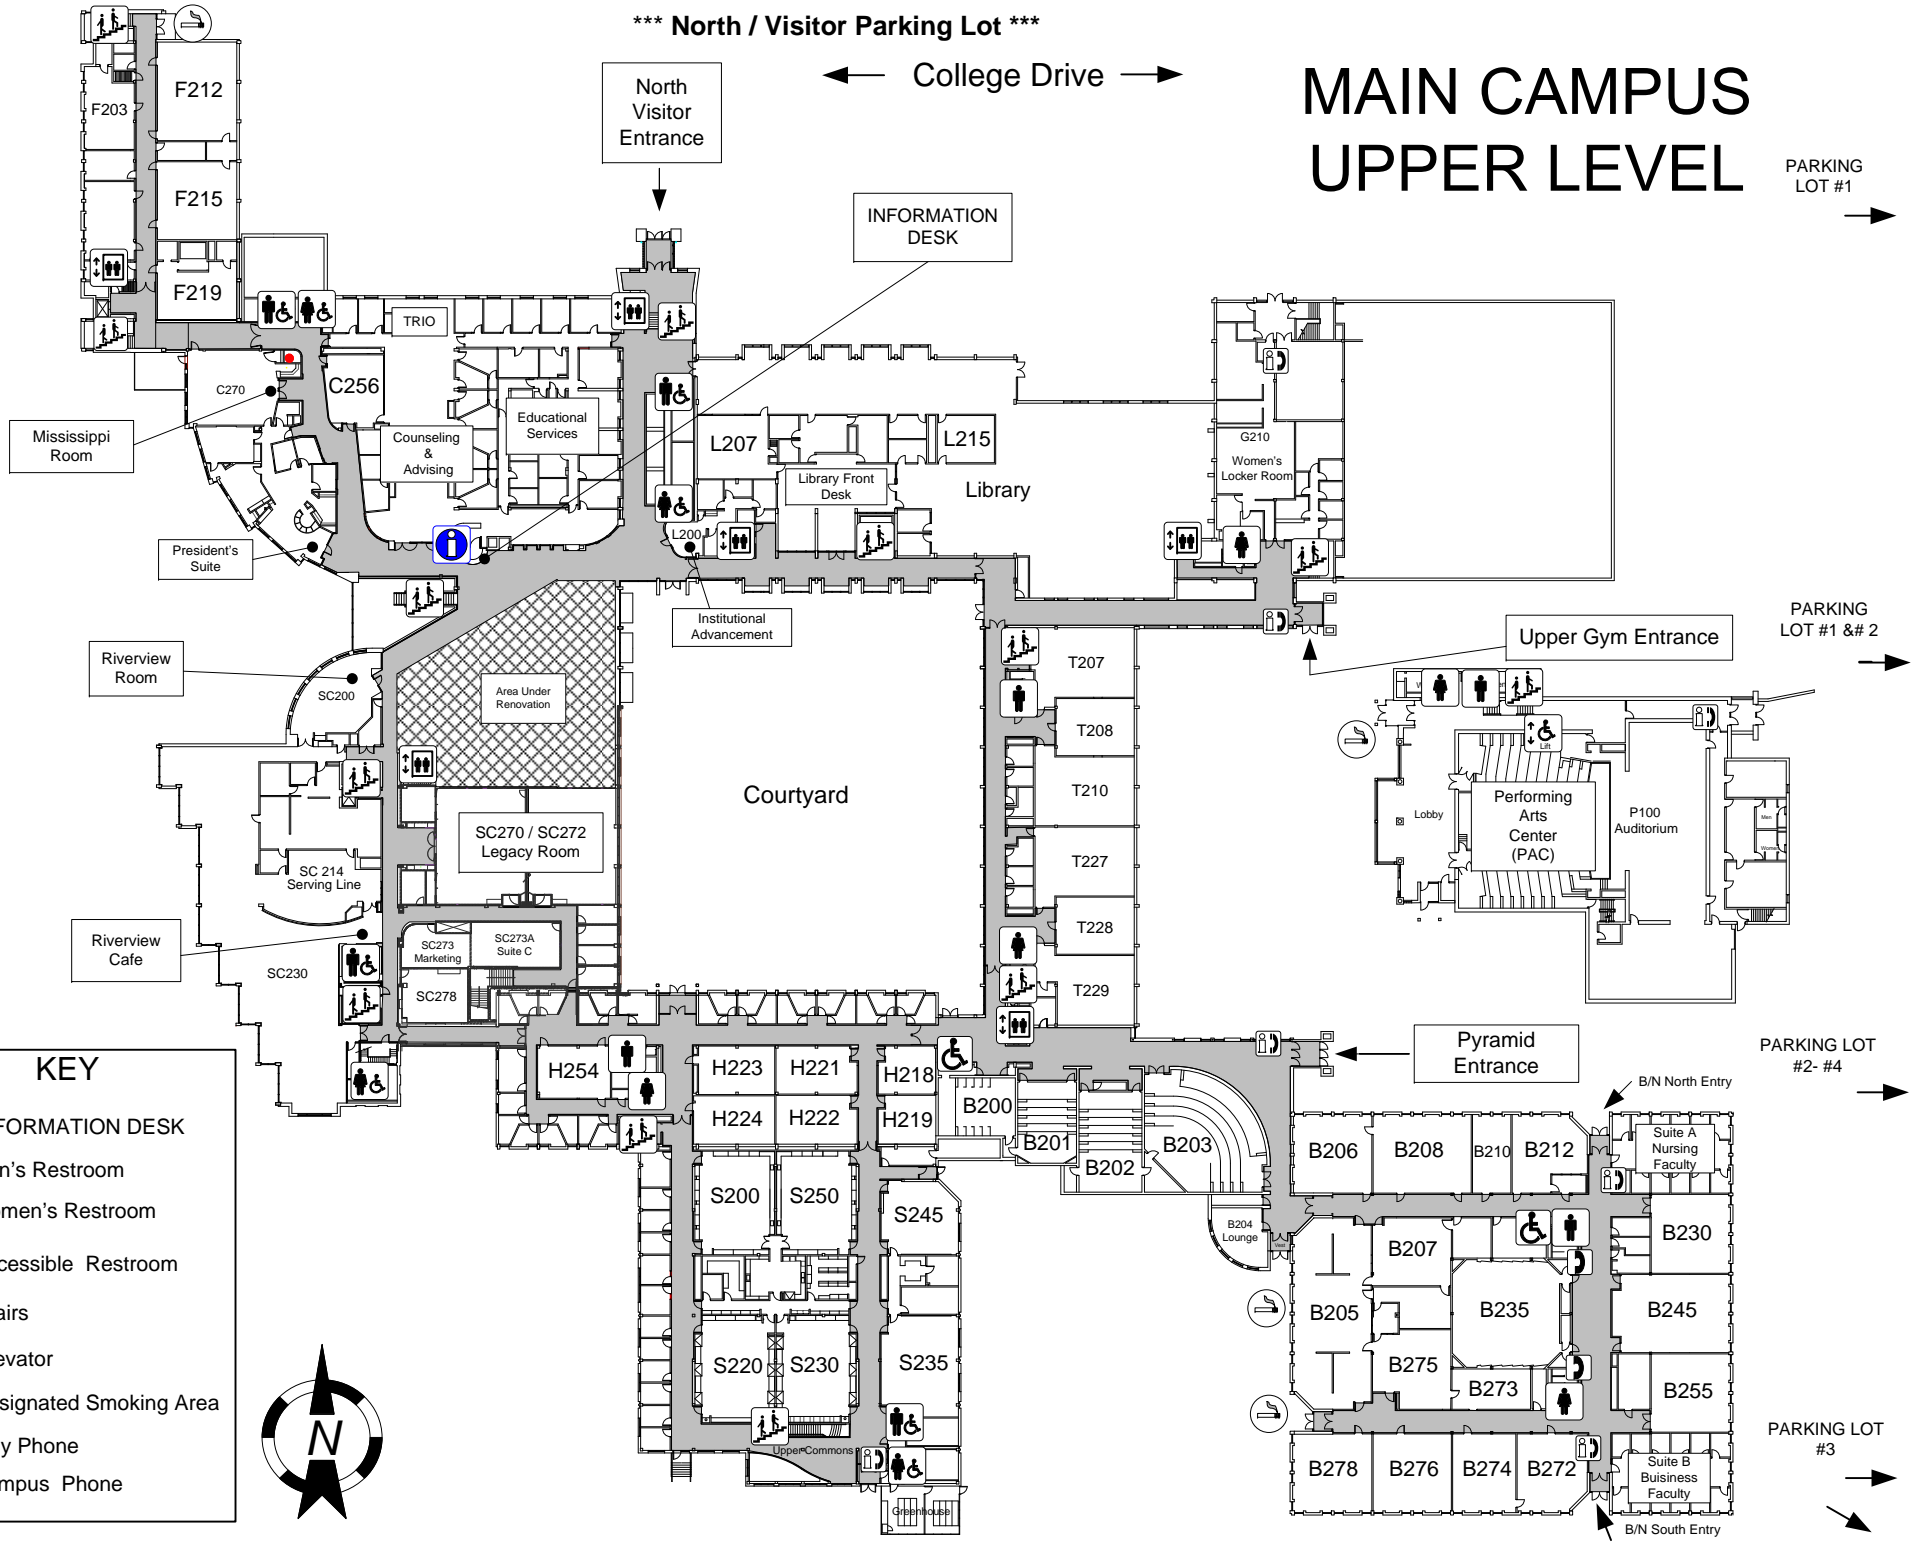 *** North / Visitor Parking Lot ***
College Drive
MAIN CAMPUS
UPPER LEVEL
PARKING
LOT #1
North
Visitor
Entrance
INFORMATION
DESK
F203
F212
F215
F219
TRIO
C256
C270
Mississippi
Room
Counseling
&
Advising
Educational
Services
L207
L215
Library Front
Desk
Library
L200
G210
Women's
Locker Room
President's
Suite
Institutional
Advancement
Riverview
Room
SC200
Area Under
Renovation
Courtyard
T207
T208
T210
T227
T228
T229
Upper Gym Entrance
PARKING
LOT #1 &# 2
Lift
Lobby
Performing
Arts
Center
(PAC)
P100
Auditorium
Men
Women
SC270 / SC272
Legacy Room
SC 214
Serving Line
Riverview
Cafe
SC230
SC273
Marketing
SC273A
Suite C
SC278
Pyramid
Entrance
PARKING LOT
#2- #4
H254
H223
H221
H218
H224
H222
H219
B200
B201
B202
B203
B204
Lounge
Vest
B/N North Entry
B206
B208
B210
B212
Suite A
Nursing
Faculty
B207
B230
B205
B235
B245
B275
B273
B255
B278
B276
B274
B272
Suite B
Buisiness
Faculty
B/N South Entry
PARKING LOT
#3
S200
S250
S245
S220
S230
S235
Upper Commons
Greenhouse
KEY
FORMATION DESK
n's Restroom
omen's Restroom
cessible Restroom
airs
evator
signated Smoking Area
y Phone
mpus Phone
N